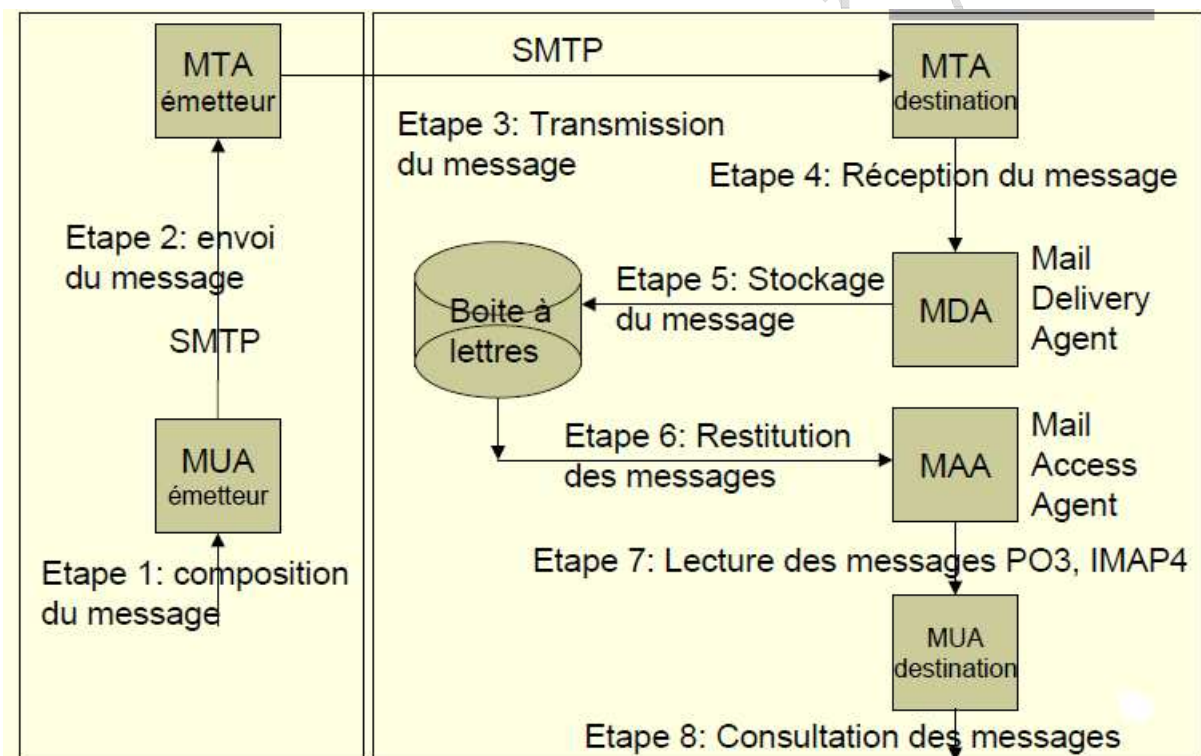 MTA
émetteur
SMTP
MTA
destination
Etape 3: Transmission
du message
Etape 4: Réception du message
Etape 2: envoi
du message
SMTP
Boite à
lettres
Etape 5: Stockage
du message
MDA
Mail
Delivery
Agent
MUA
émetteur
Etape 6: Restitution
des messages
MAA
Mail
Access
Agent
Etape 1: composition
du message
Etape 7: Lecture des messages PO3, IMAP4
MUA
destination
Etape 8: Consultation des messages